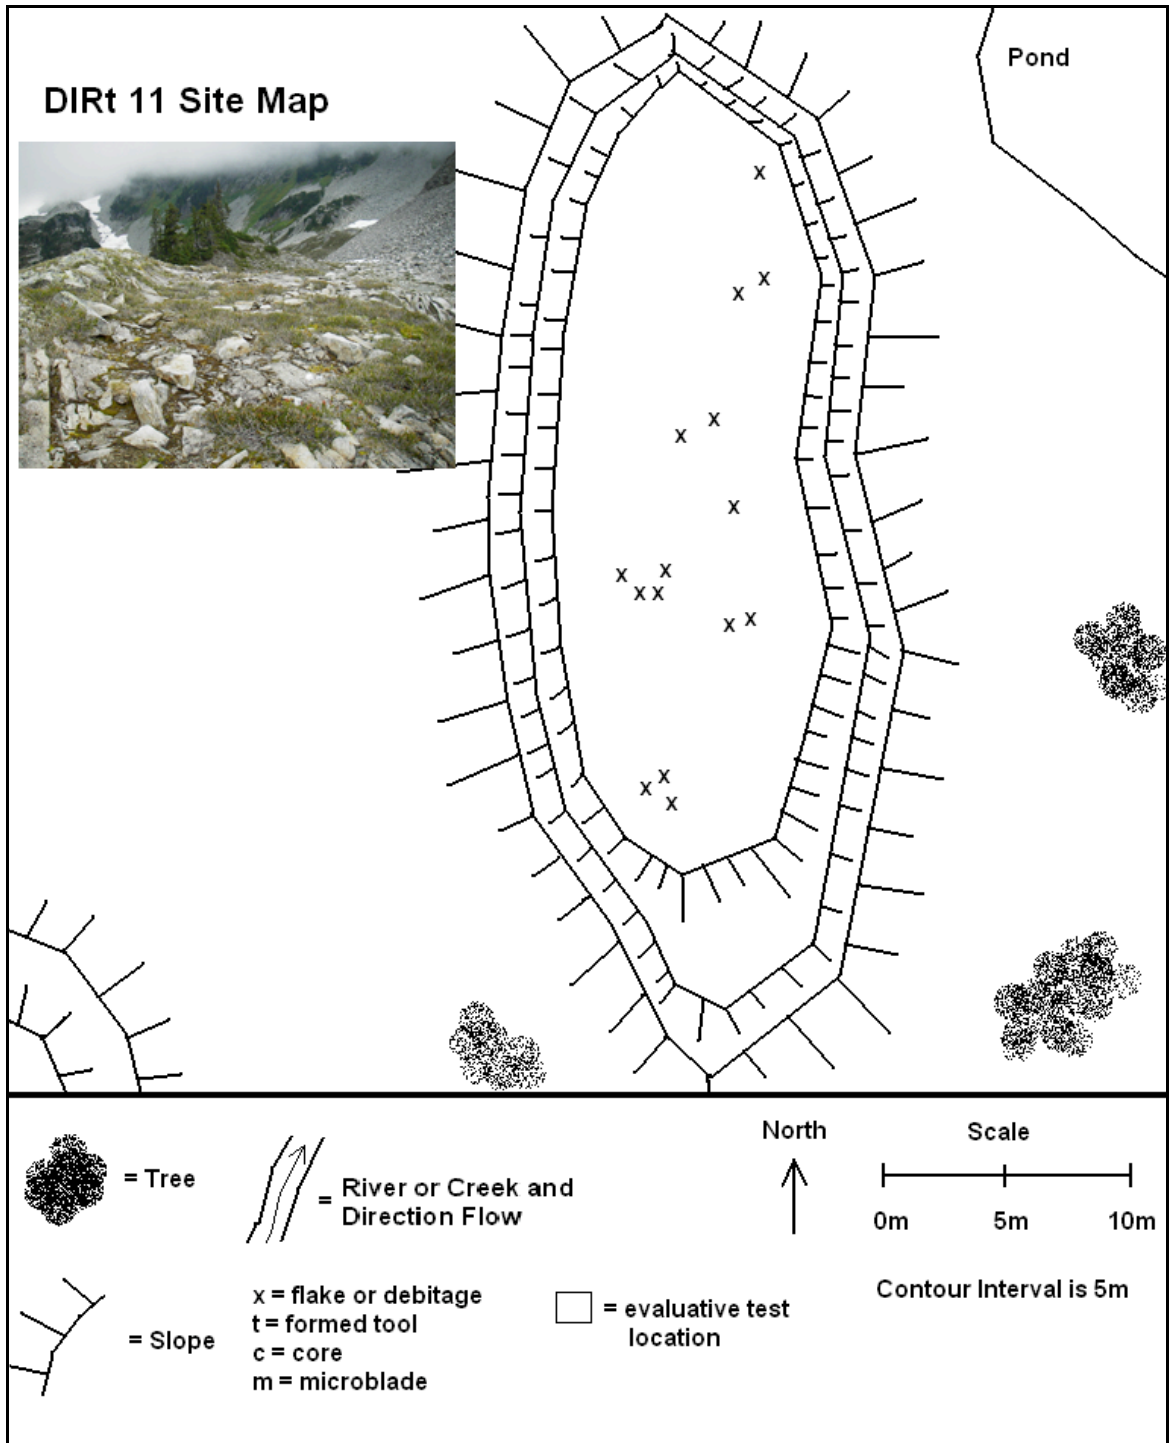 Pond
DIRt 11 Site Map
x
x
x
x
x
x
x
x
x x
x
x
x
x
x
North
Scale
= Tree
= River or Creek and
Direction Flow
0m 5m 10m
Contour Interval is 5m
x = flake or debitage
t = formed tool
c = core
m = microblade
= evaluative test
location
= Slope